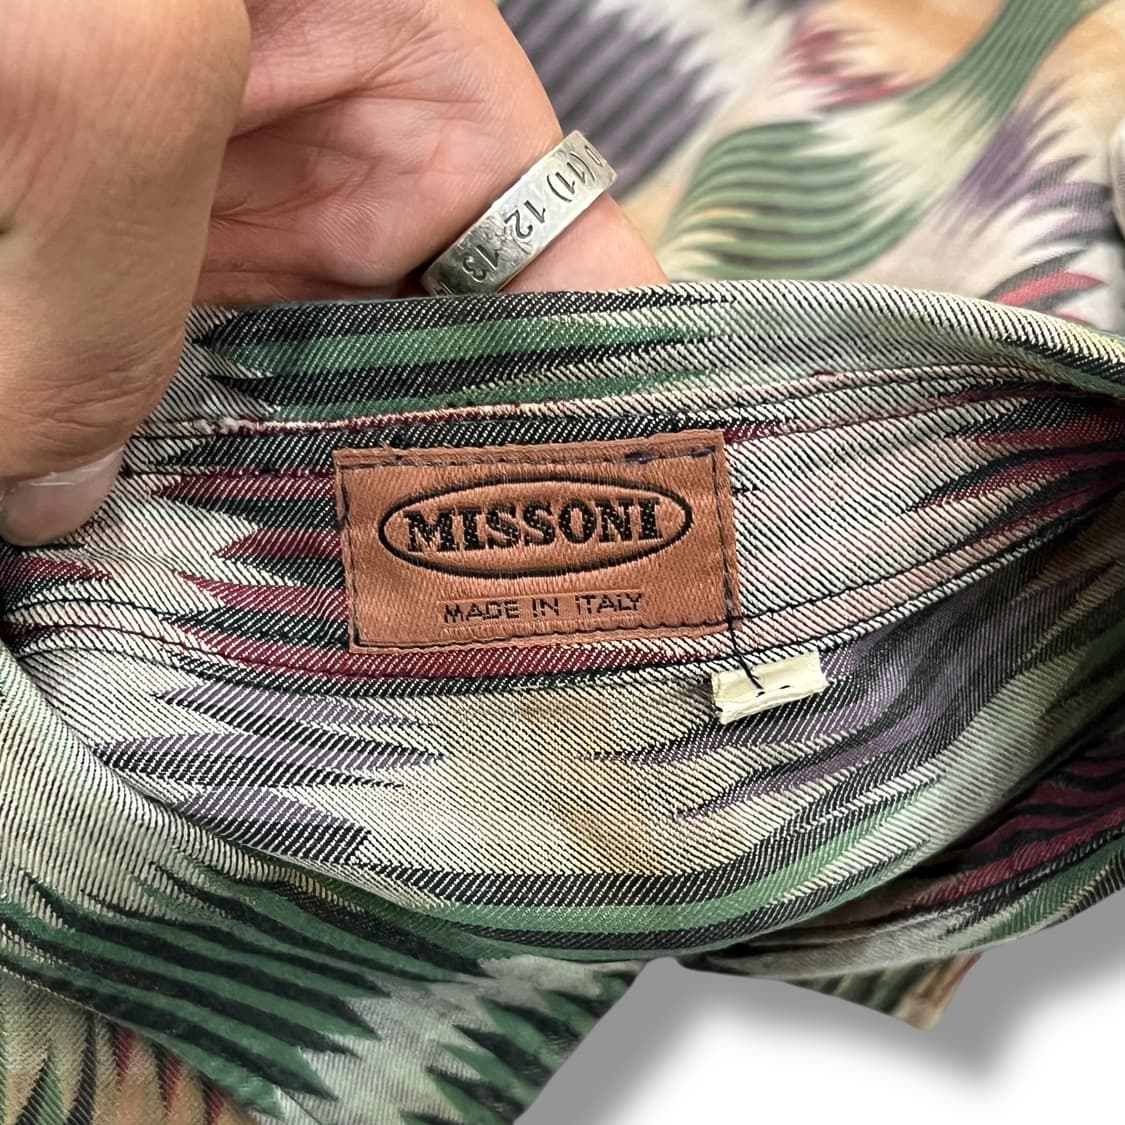 (11) 12 13
MISSONI
MADE IN ITALY